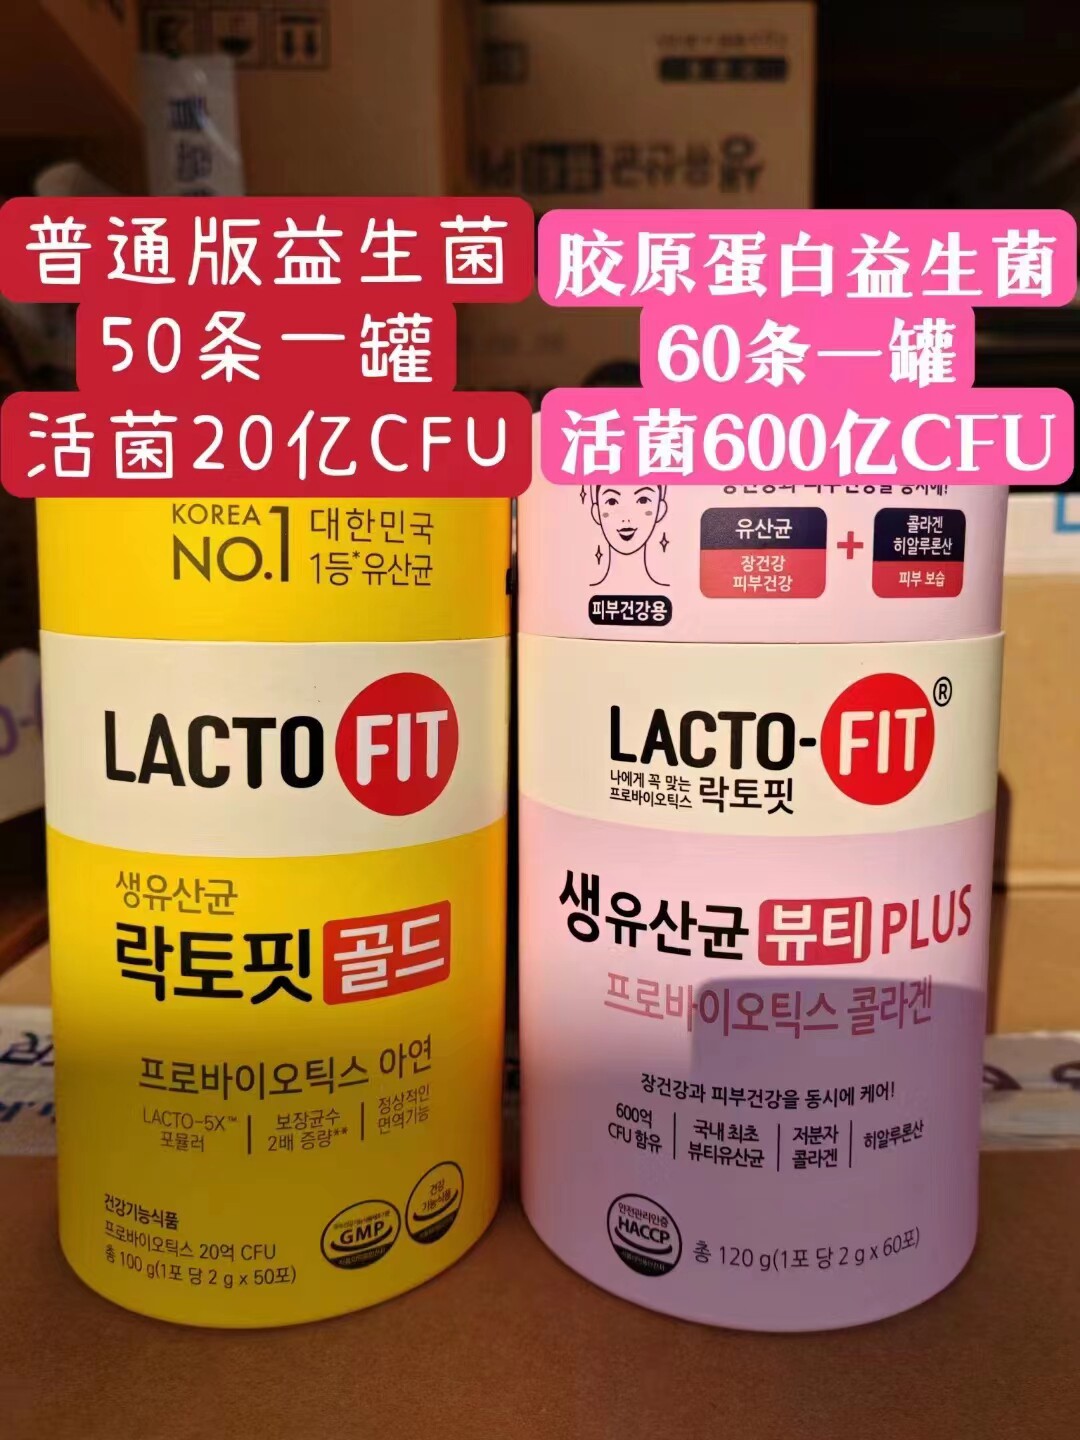 普通版益生菌
50条一罐
活菌20亿CFU
胶原蛋白益生菌
60条一罐
活菌600亿CFU
KOREA
NO.1
대한민국
1등*유산균
LACTO FIT
생유산균
락토핏 골드
프로바이오틱스 아연
LACTO-5X™
포뮬러
보장균수
2배 증량**
정상적인
면역기능
건강기능식품
프로바이오틱스 20억 CFU
총 100 g(1포 당 2 g x 50포)
GMP
건강
기능식품
유산균
장건강
피부건강
+
콜라겐
히알루론산
피부 보습
피부건강용
LACTO-FIT®
나에게 꼭 맞는
프로바이오틱스 락토핏
생유산균 뷰티 PLUS
프로바이오틱스 콜라겐
장건강과 피부건강을 동시에 케어!
600억
CFU 함유
국내 최초
뷰티유산균
저분자
콜라겐
히알루론산
안전관리인증
HACCP
총 120 g(1포 당 2 g x 60포)